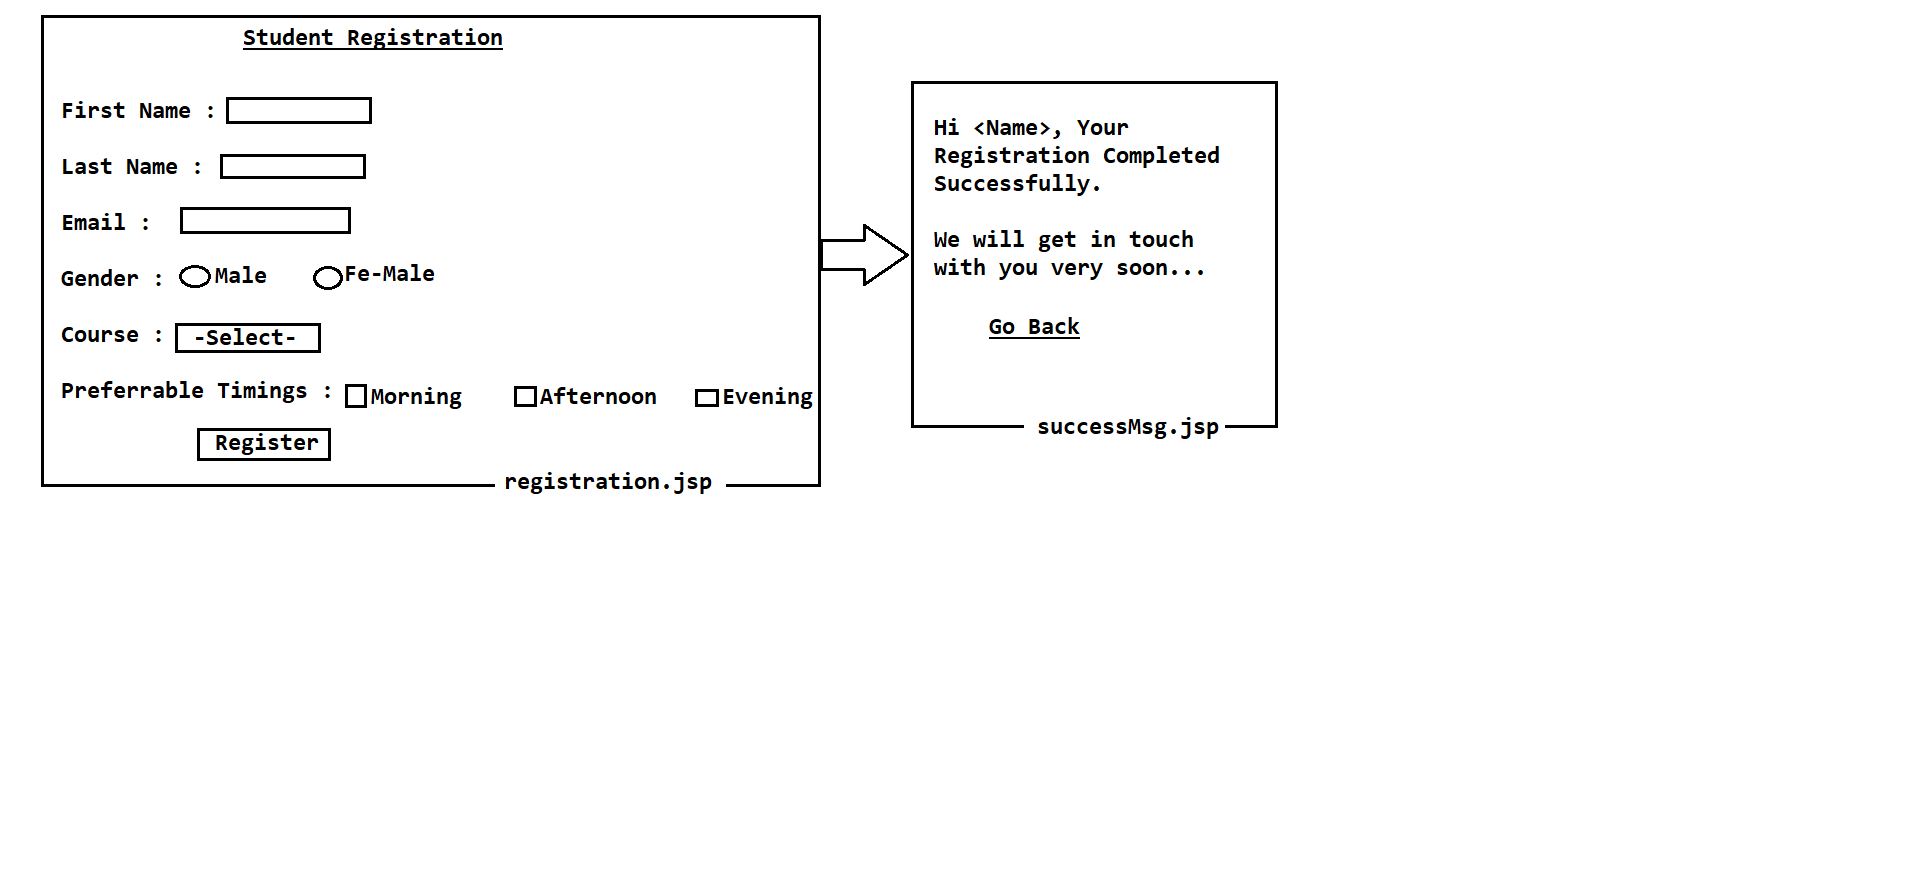 Student Registration
First Name :
Last Name :
Email :
Gender : Male Fe-Male
Course : -Select-
Preferrable Timings : Morning Afternoon Evening
Register
registration.jsp
Hi <Name>, Your
Registration Completed
Successfully.
We will get in touch
with you very soon...
Go Back
successMsg.jsp